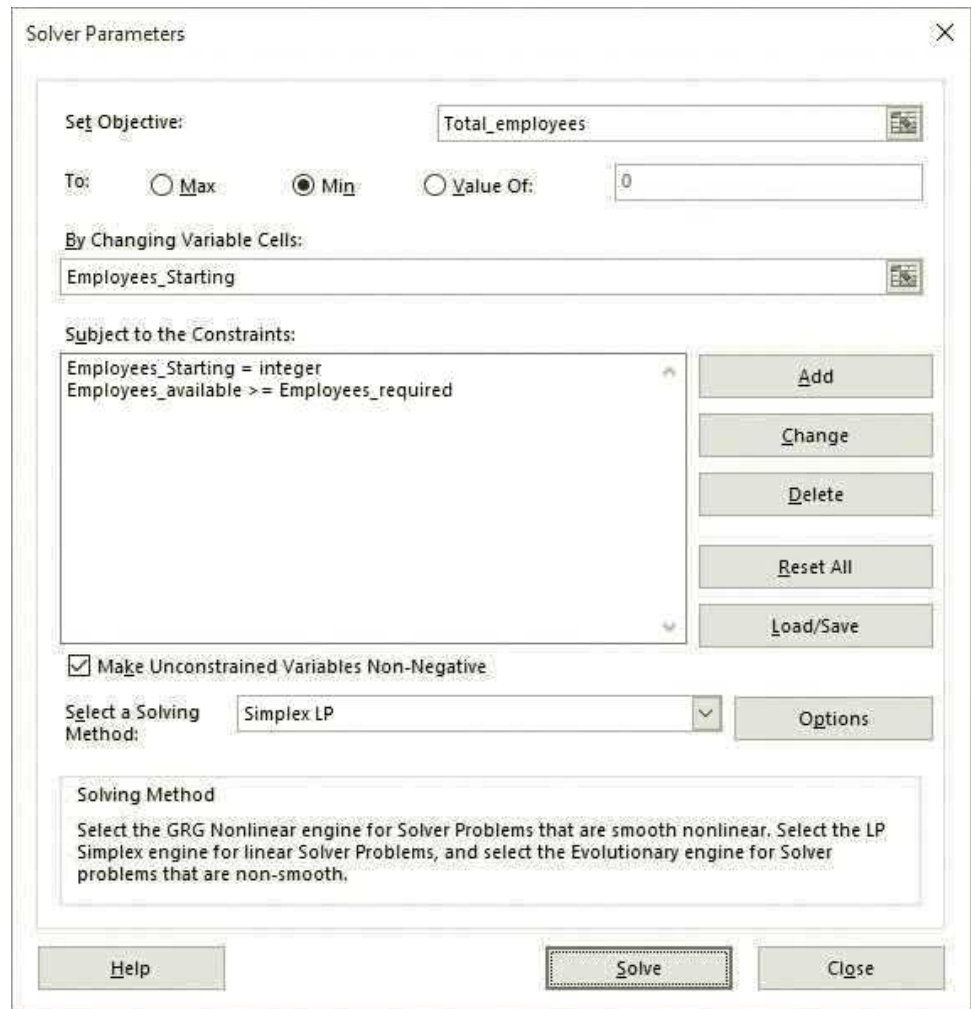 Solver Parameters
Set Objective:
Total_employees
To:
Max
Min
Value Of:
0
By Changing Variable Cells:
Employees_Starting
Subject to the Constraints:
Employees_Starting = integer
Employees_available >= Employees_required
Add
Change
Delete
Reset All
Load/Save
Make Unconstrained Variables Non-Negative
Select a Solving
Method:
Simplex LP
Options
Solving Method
Select the GRG Nonlinear engine for Solver Problems that are smooth nonlinear. Select the LP
Simplex engine for linear Solver Problems, and select the Evolutionary engine for Solver
problems that are non-smooth.
Help
Solve
Close